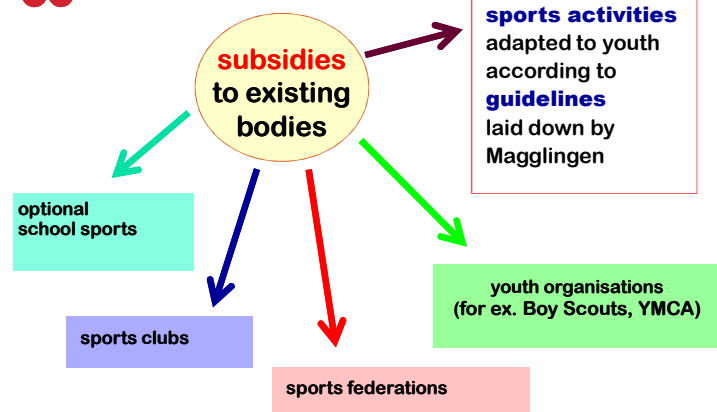 subsidies
to existing
bodies
sports activities
adapted to youth
according to
guidelines
laid down by
Magglingen
optional
school sports
sports clubs
sports federations
youth organisations
(for ex. Boy Scouts, YMCA)